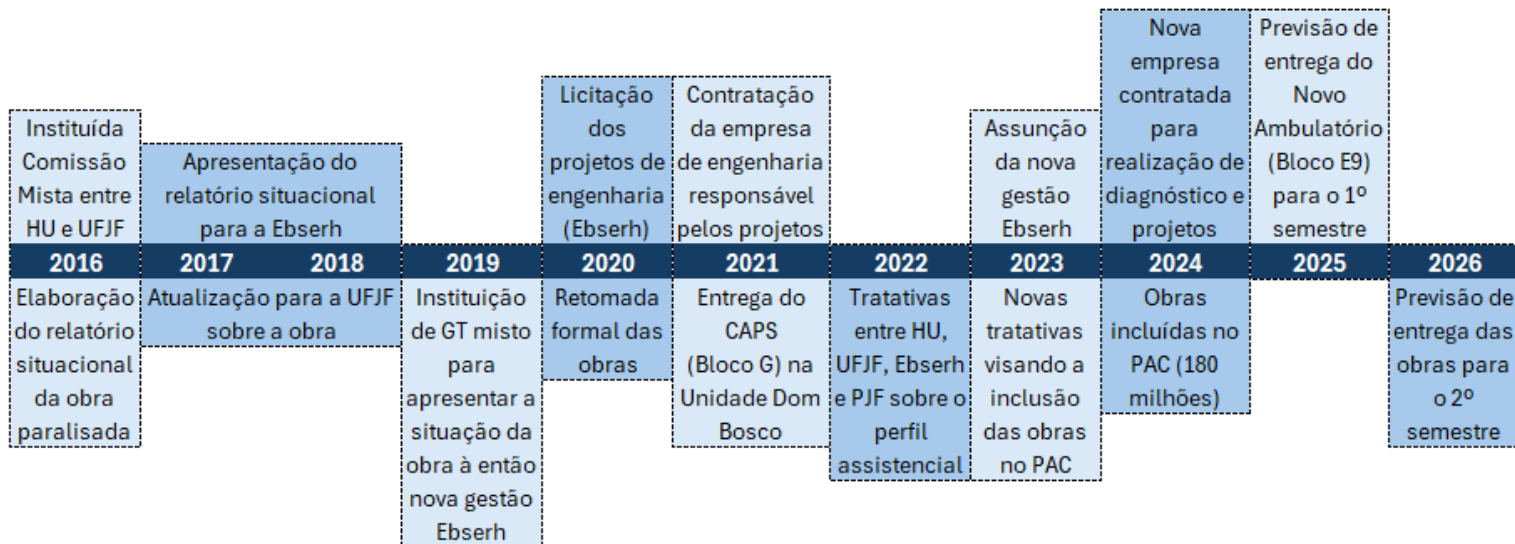 Instituída
Comissão
Mista entre
HU e UFJF
Apresentação do
relatório situacional
para a Ebserh
Licitação
dos
projetos de
engenharia
(Ebserh)
Contratação
da empresa
de engenharia
responsável
pelos projetos
Assunção
da nova
gestão
Ebserh
Nova
empresa
contratada
para
realização de
diagnóstico e
projetos
Previsão de
entrega do
Novo
Ambulatório
(Bloco E9)
para o 1º
semestre
2016 2017 2018 2019 2020 2021 2022 2023 2024 2025 2026
Elaboração
do relatório
situacional
da obra
paralisada
Atualização para a UFJF
sobre a obra
Instituição
de GT misto
para
apresentar a
situação da
obra à então
nova gestão
Ebserh
Retomada
formal das
obras
Entrega do
CAPS
(Bloco G) na
Unidade Dom
Bosco
Tratativas
entre HU,
UFJF, Ebserh
e PJF sobre o
perfil
assistencial
Novas
tratativas
visando a
inclusão
das obras
no PAC
Obras
incluídas no
PAC (180
milhões)
Previsão de
entrega das
obras para
o 2º
semestre